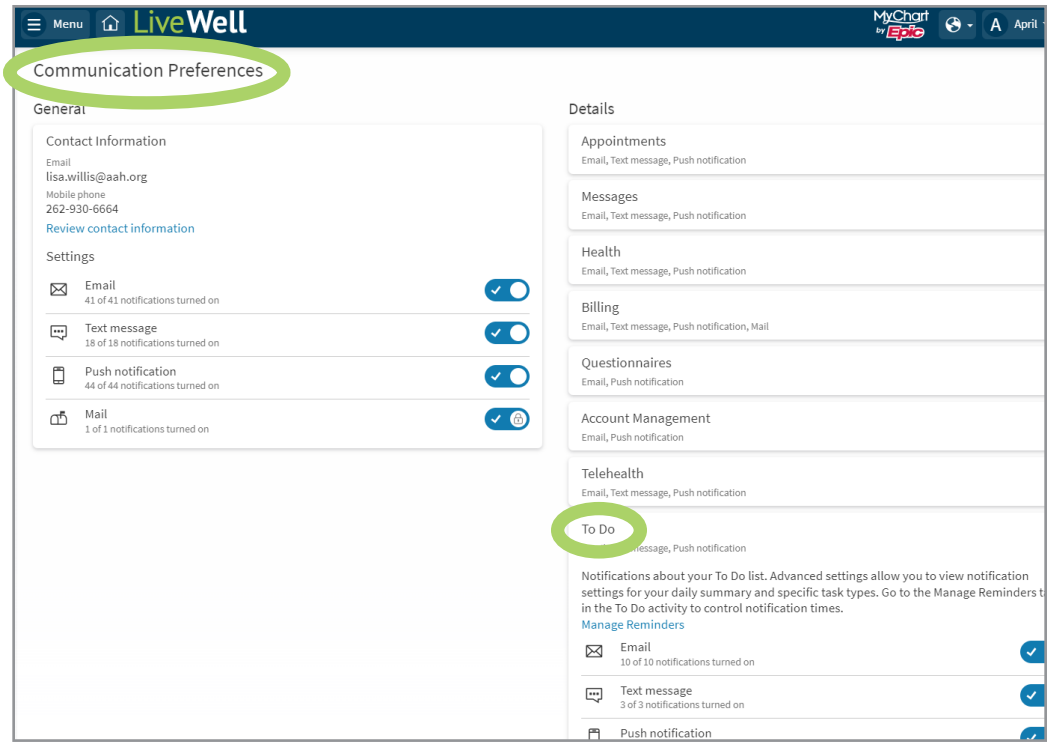 Menu
LiveWell
MyChart
by Epic
A April
Communication Preferences
General
Contact Information
Email
lisa.willis@aah.org
Mobile phone
262-930-6664
Review contact information
Settings
Email
41 of 41 notifications turned on
Text message
18 of 18 notifications turned on
Push notification
44 of 44 notifications turned on
Mail
1 of 1 notifications turned on
Details
Appointments
Email, Text message, Push notification
Messages
Email, Text message, Push notification
Health
Email, Text message, Push notification
Billing
Email, Text message, Push notification, Mail
Questionnaires
Email, Push notification
Account Management
Email, Push notification
Telehealth
Email, Text message, Push notification
To Do
message, Push notification
Notifications about your To Do list. Advanced settings allow you to view notification
settings for your daily summary and specific task types. Go to the Manage Reminders
in the To Do activity to control notification times.
Manage Reminders
Email
10 of 10 notifications turned on
Text message
3 of 3 notifications turned on
Push notification